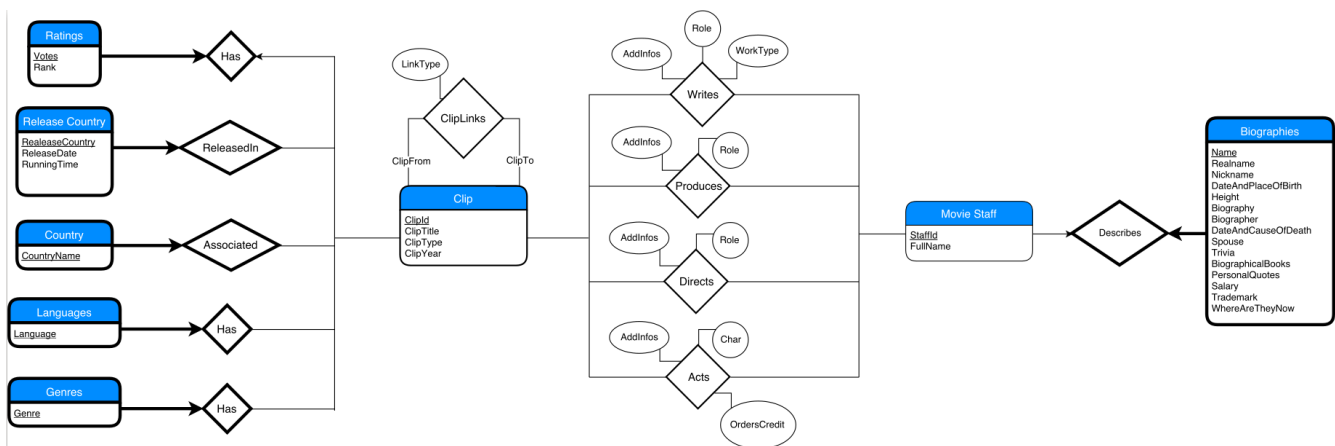 Ratings
Votes
Rank
Has
Release Country
RealeaseCountry
ReleaseDate
RunningTime
ReleasedIn
Country
CountryName
Associated
Languages
Language
Has
Genres
Genre
Has
LinkType
ClipLinks
ClipFrom
ClipTo
Clip
ClipId
ClipTitle
ClipType
ClipYear
Role
AddInfos
WorkType
Writes
AddInfos
Role
Produces
AddInfos
Role
Directs
AddInfos
Char
Acts
OrdersCredit
Movie Staff
StaffId
FullName
Describes
Biographies
Name
Realname
Nickname
DateAndPlaceOfBirth
Height
Biography
Biographer
DateAndCauseOfDeath
Spouse
Trivia
BiographicalBooks
PersonalQuotes
Salary
Trademark
WhereAreTheyNow